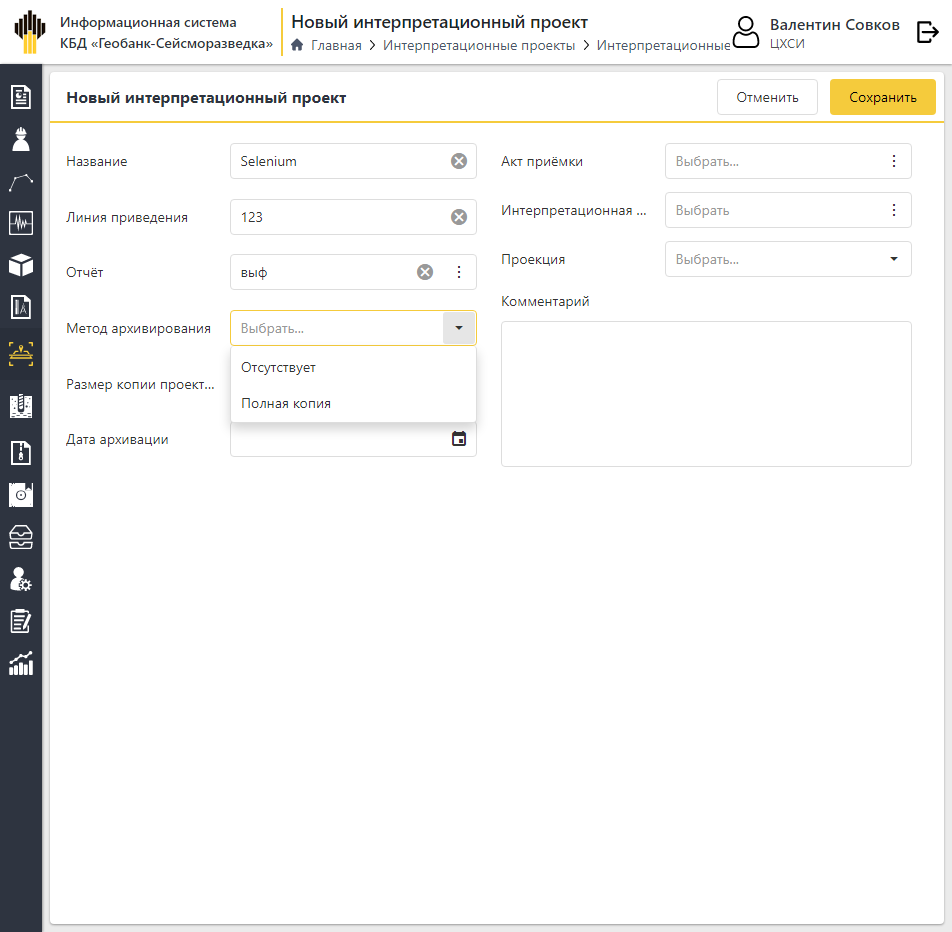 Информационная система
КБД «Геобанк-Сейсморазведка»
Новый интерпретационный проект
Главная > Интерпретационные проекты > Интерпретационные
Валентин Совков
ЦХСИ
Новый интерпретационный проект
Отменить
Сохранить
Название
Selenium
Линия приведения
123
Отчёт
выф
Метод архивирования
Выбрать...
Отсутствует
Полная копия
Размер копии проект...
Дата архивации
Акт приёмки
Выбрать...
Интерпретационная ...
Выбрать
Проекция
Выбрать...
Комментарий